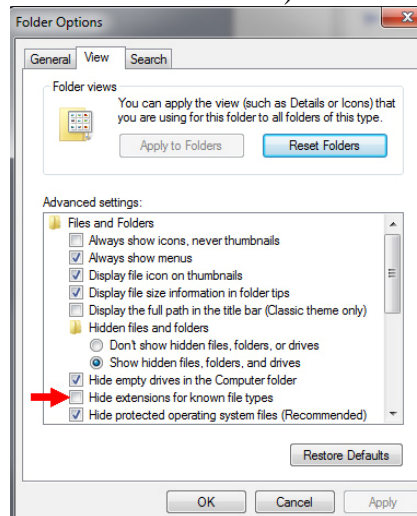 Folder Options
General View Search
Folder views
You can apply the view (such as Details or Icons) that
you are using for this folder to all folders of this type.
Apply to Folders Reset Folders
Advanced settings:
Files and Folders
Always show icons, never thumbnails
Always show menus
Display file icon on thumbnails
Display file size information in folder tips
Display the full path in the title bar (Classic theme only)
Hidden files and folders
Don't show hidden files, folders, or drives
Show hidden files, folders, and drives
Hide empty drives in the Computer folder
Hide extensions for known file types
Hide protected operating system files (Recommended)
Restore Defaults
OK Cancel Apply